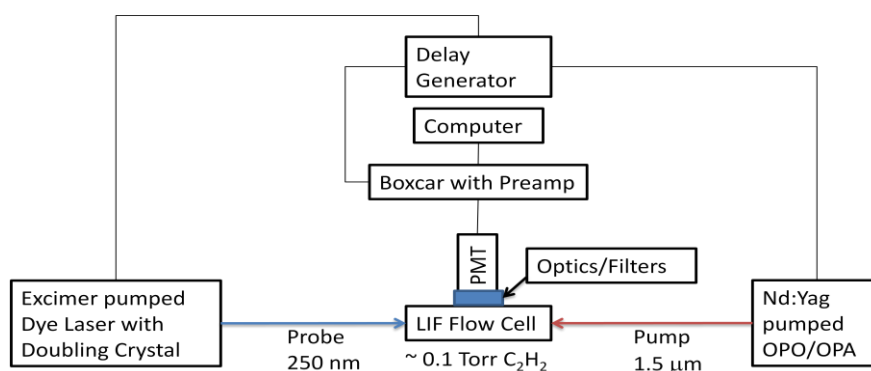 Delay
Generator
Computer
Boxcar with Preamp
PMT
Optics/Filters
Excimer pumped
Dye Laser with
Doubling Crystal
Probe
250 nm
LIF Flow Cell
~ 0.1 Torr C₂H₂
Pump
1.5 μm
Nd:Yag
pumped
OPO/OPA